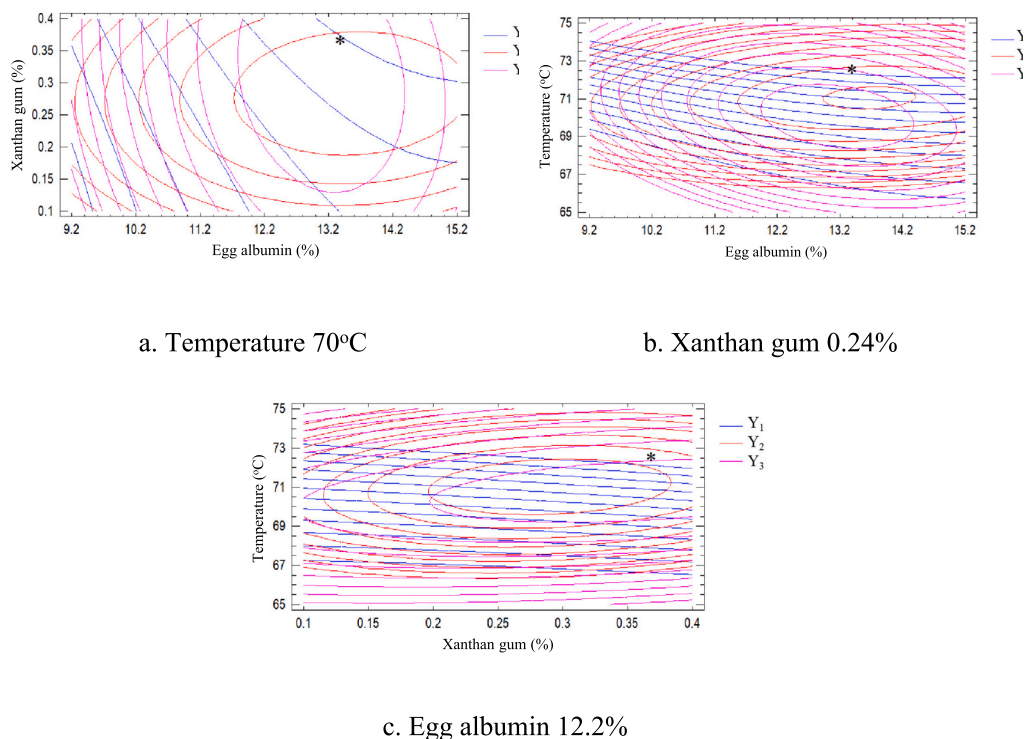 0.4
0.35
0.3
0.25
0.2
0.15
0.1
Xanthan gum (%)
*
9.2 10.2 11.2 12.2 13.2 14.2 15.2
Egg albumin (%)
Y
Y
Y
a. Temperature 70°C
75
73
71
69
67
65
Temperature (°C)
*
9.2 10.2 11.2 12.2 13.2 14.2 15.2
Egg albumin (%)
Y
Y
Y
b. Xanthan gum 0.24%
75
73
71
69
67
65
Temperature (°C)
*
0.1 0.15 0.2 0.25 0.3 0.35 0.4
Xanthan gum (%)
Y₁
Y₂
Y₃
c. Egg albumin 12.2%